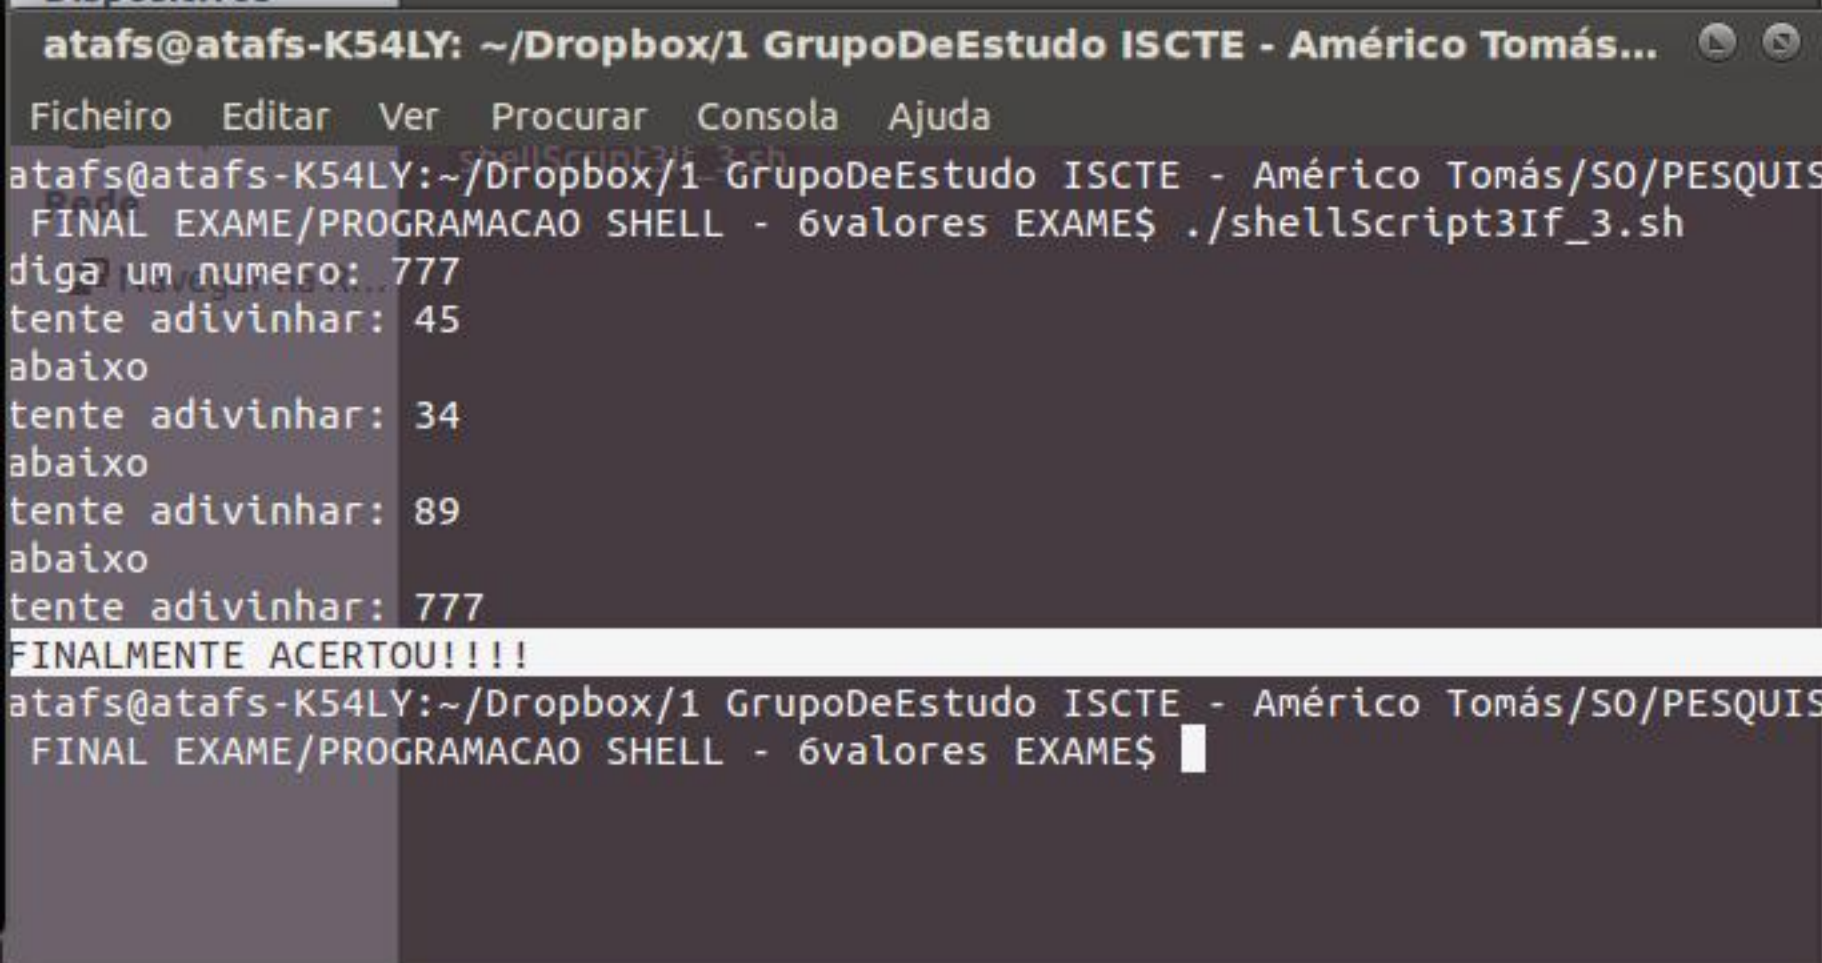 atafs@atafs-K54LY: ~/Dropbox/1 GrupoDeEstudo ISCTE - Américo Tomás...
Ficheiro Editar Ver Procurar Consola Ajuda
shellScript3If_3.sh
atafs@atafs-K54LY:~/Dropbox/1 GrupoDeEstudo ISCTE - Américo Tomás/SO/PESQUIS
Rede
FINAL EXAME/PROGRAMACAO SHELL - 6valores EXAME$ ./shellScript3If_3.sh
diga um numero: 777
tente adivinhar: 45
abaixo
tente adivinhar: 34
abaixo
tente adivinhar: 89
abaixo
tente adivinhar: 777
FINALMENTE ACERTOU!!!!
atafs@atafs-K54LY:~/Dropbox/1 GrupoDeEstudo ISCTE - Américo Tomás/SO/PESQUIS
FINAL EXAME/PROGRAMACAO SHELL - 6valores EXAME$